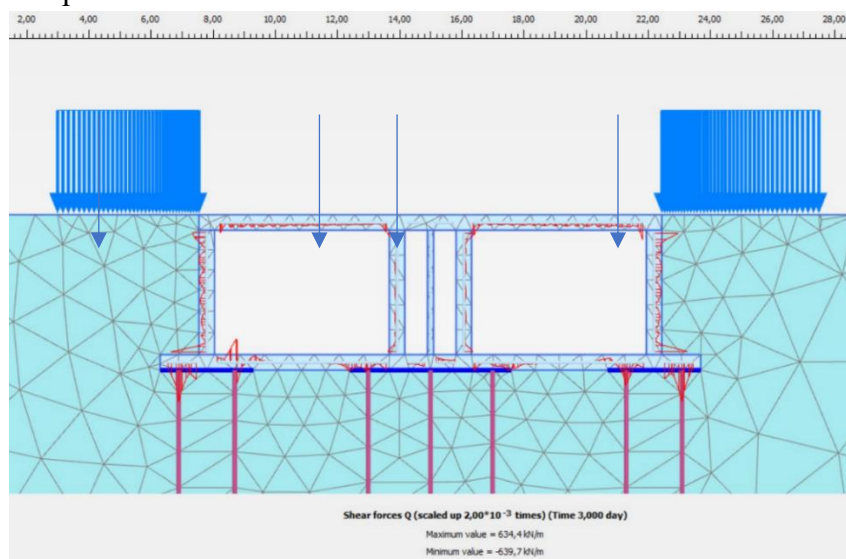 2,00 4,00 6,00 8,00 10,00 12,00 14,00 16,00 18,00 20,00 22,00 24,00 26,00 28,00
Shear forces Q (scaled up 2,00*10⁻³ times) (Time 3,000 day)
Maximum value = 634,4 kN/m
Minimum value = -639,7 kN/m